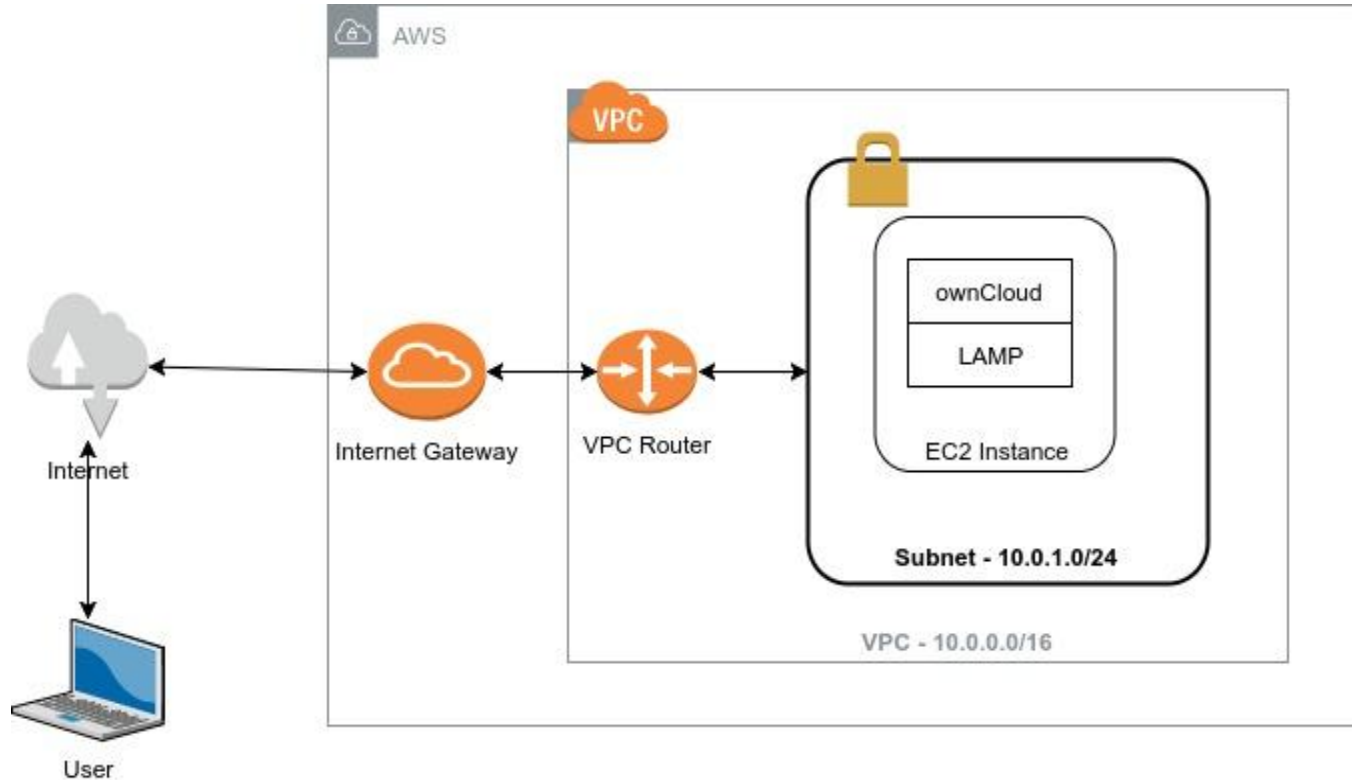 AWS
VPC
ownCloud
LAMP
EC2 Instance
Internet Gateway
VPC Router
Internet
Subnet - 10.0.1.0/24
VPC - 10.0.0.0/16
User